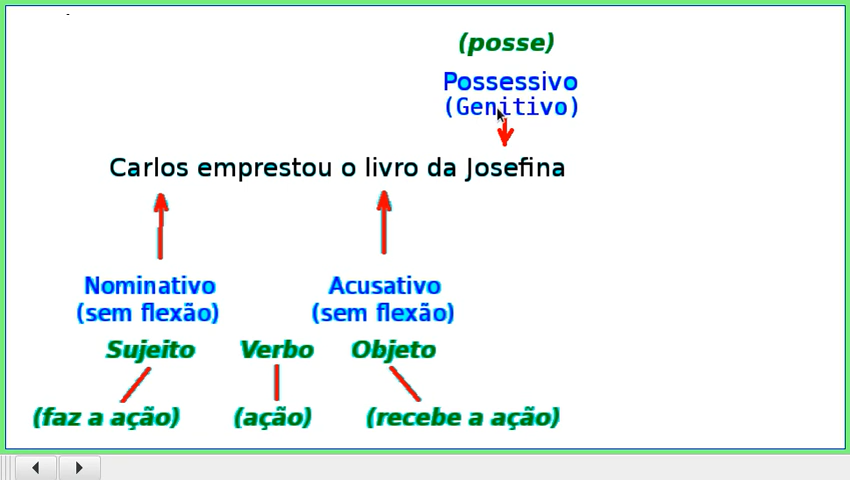 (posse)
Possessivo
(Genitivo)
Carlos emprestou o livro da Josefina
Nominativo Acusativo
(sem flexão) (sem flexão)
Sujeito Verbo Objeto
(faz a ação) (ação) (recebe a ação)